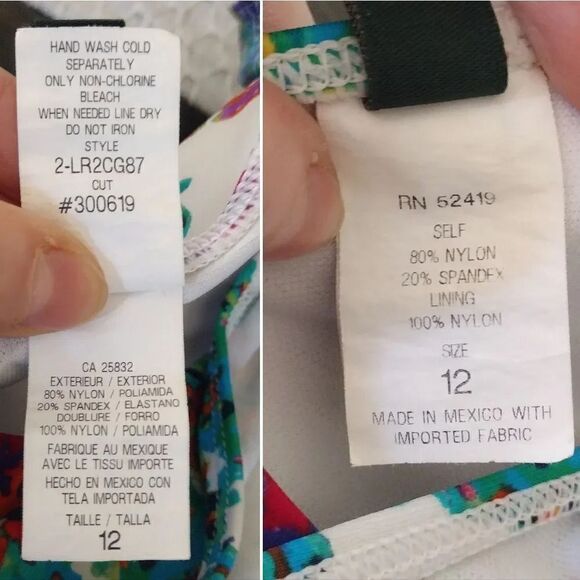 HAND WASH COLD
SEPARATELY
ONLY NON-CHLORINE
BLEACH
WHEN NEEDED LINE DRY
DO NOT IRON
STYLE
2-LR2CG87
CUT
#300619
CA 25832
EXTERIEUR / EXTERIOR
80% NYLON / POLIAMIDA
20% SPANDEX / ELASTANO
DOUBLURE / FORRO
100% NYLON / POLIAMIDA
FABRIQUE AU MEXIQUE
AVEC LE TISSU IMPORTE
HECHO EN MEXICO CON
TELA IMPORTADA
TAILLE / TALLA
12
RN 52419
SELF
80% NYLON
20% SPANDEX
LINING
100% NYLON
SIZE
12
MADE IN MEXICO WITH
IMPORTED FABRIC